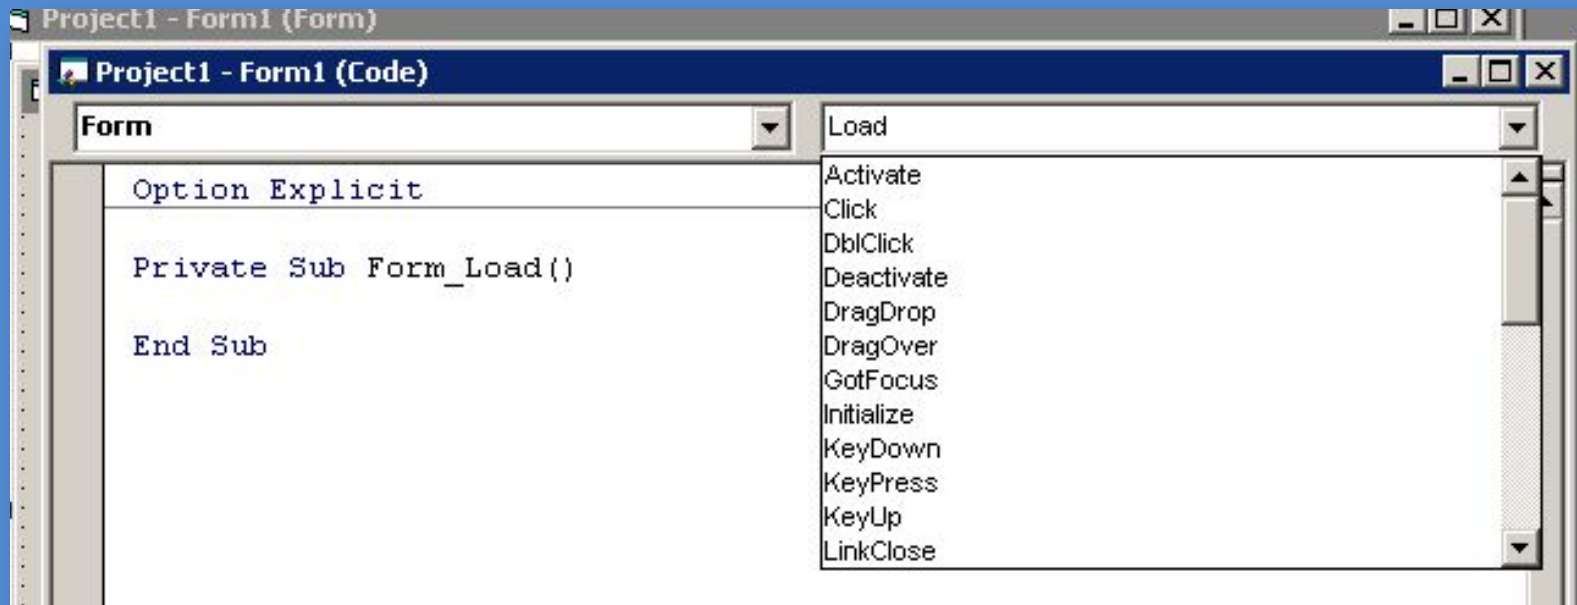 Project1 - Form1 (Form)
Project1 - Form1 (Code)
Form
Load
Option Explicit
Private Sub Form_Load()
End Sub
Activate
Click
DblClick
Deactivate
DragDrop
DragOver
GotFocus
Initialize
KeyDown
KeyPress
KeyUp
LinkClose